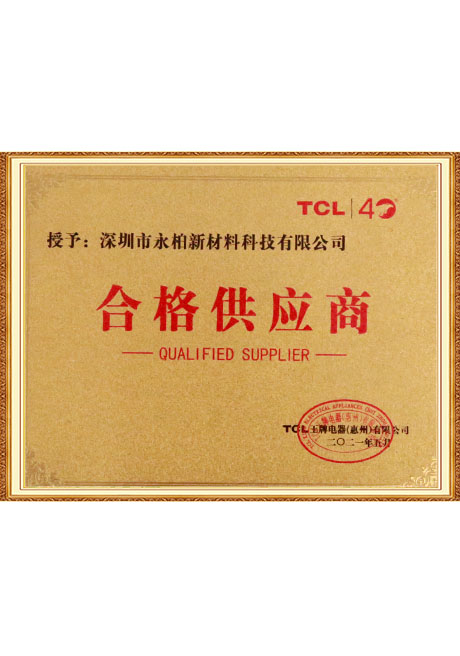 TCL | 40
授予：深圳市永柏新材料科技有限公司
合格供应商
QUALIFIED SUPPLIER
TCL王牌电器(惠州)有限公司
二〇二一年五月